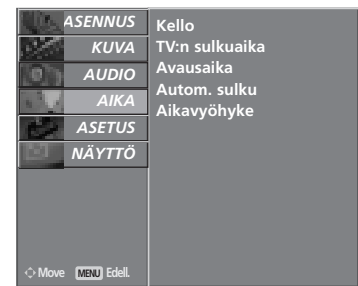 ASENNUS
KUVA
AUDIO
AIKA
ASETUS
NÄYTTÖ
Kello
TV:n sulkuaika
Avausaika
Autom. sulku
Aikavyöhyke
Move MENU Edell.